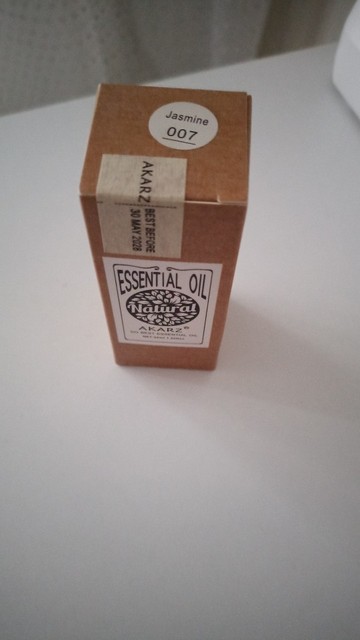 Jasmine
007
AKARZ
BEST BEFORE
30 MAY 2028
ESSENTIAL OIL
Natural
AKARZ®